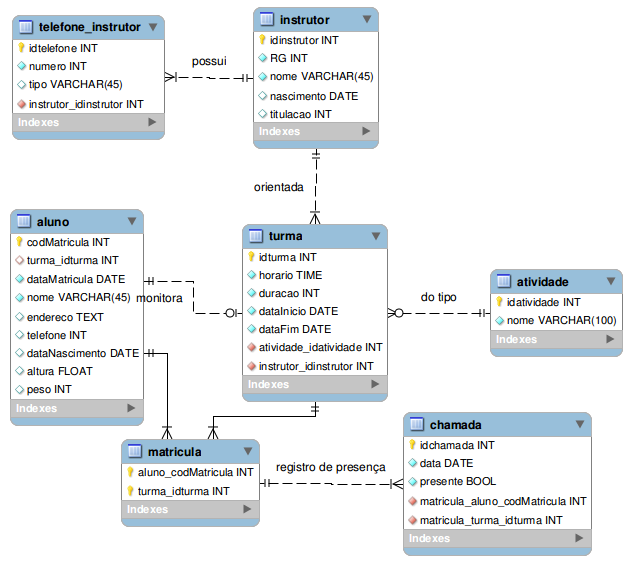 telefone_instrutor
idtelefone INT
numero INT
tipo VARCHAR(45)
instrutor_idinstrutor INT
Indexes
possui
instrutor
idinstrutor INT
RG INT
nome VARCHAR(45)
nascimento DATE
titulacao INT
Indexes
orientada
aluno
codMatricula INT
turma_idturma INT
dataMatricula DATE
nome VARCHAR(45)
endereco TEXT
telefone INT
dataNascimento DATE
altura FLOAT
peso INT
Indexes
monitora
turma
idturma INT
horario TIME
duracao INT
dataInicio DATE
dataFim DATE
atividade_idatividade INT
instrutor_idinstrutor INT
Indexes
do tipo
atividade
idatividade INT
nome VARCHAR(100)
Indexes
matricula
aluno_codMatricula INT
turma_idturma INT
Indexes
registro de presença
chamada
idchamada INT
data DATE
presente BOOL
matricula_aluno_codMatricula INT
matricula_turma_idturma INT
Indexes